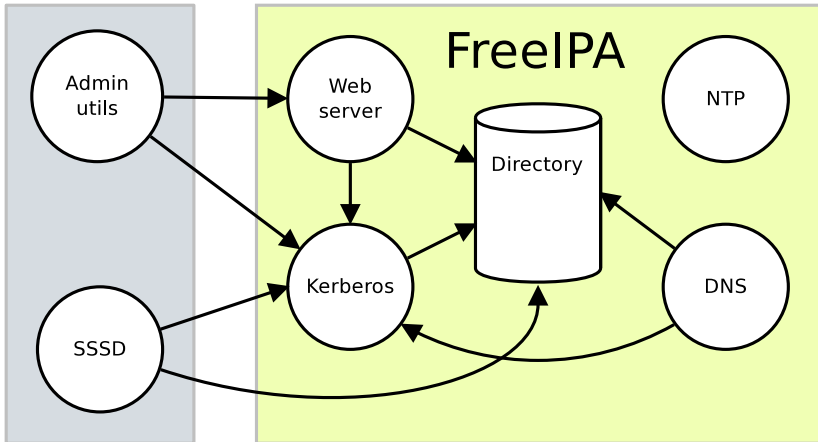 FreeIPA
Admin
utils
Web
server
NTP
Directory
Kerberos
DNS
SSSD